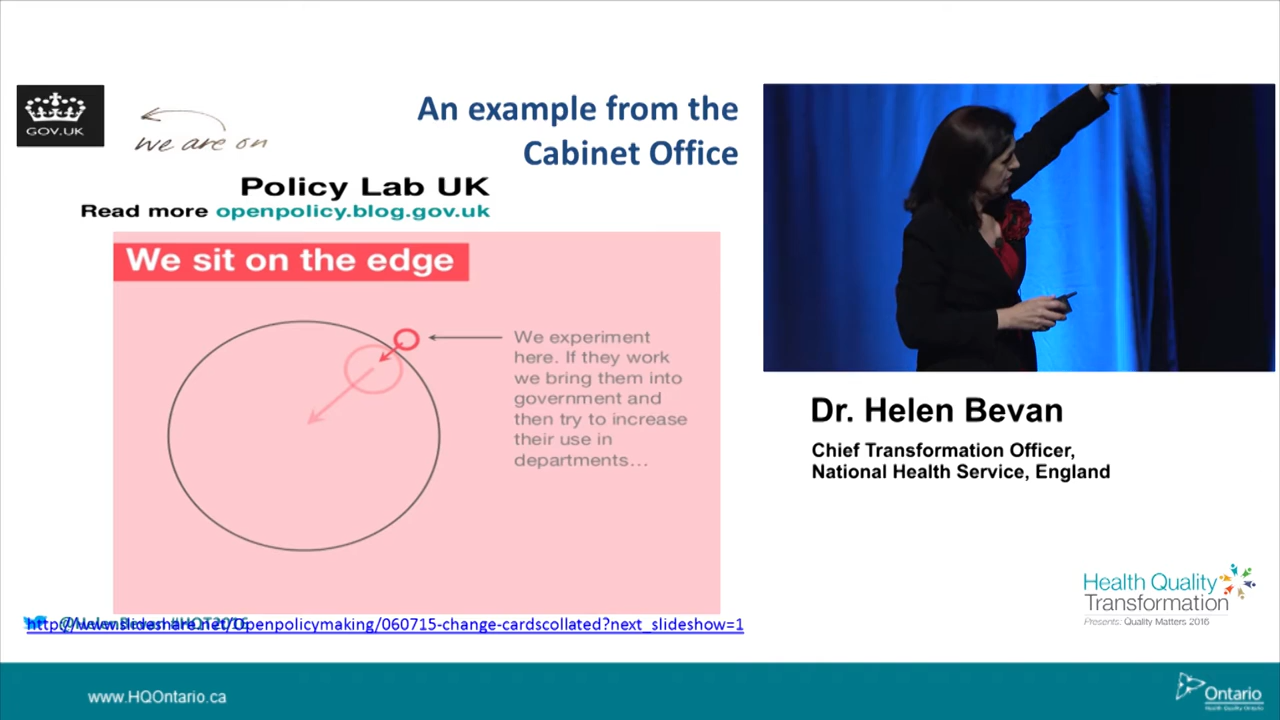 GOV.UK
we are on
An example from the
Cabinet Office
Policy Lab UK
Read more openpolicy.blog.gov.uk
We sit on the edge
We experiment
here. If they work
we bring them into
government and
then try to increase
their use in
departments…
@HelenBevan #HQT2016
http://www.slideshare.net/Openpolicymaking/060715-change-cardscollated?next_slideshow=1
Dr. Helen Bevan
Chief Transformation Officer,
National Health Service, England
Health Quality
Transformation
Presents: Quality Matters 2016
www.HQOntario.ca
Ontario
Health Quality Ontario